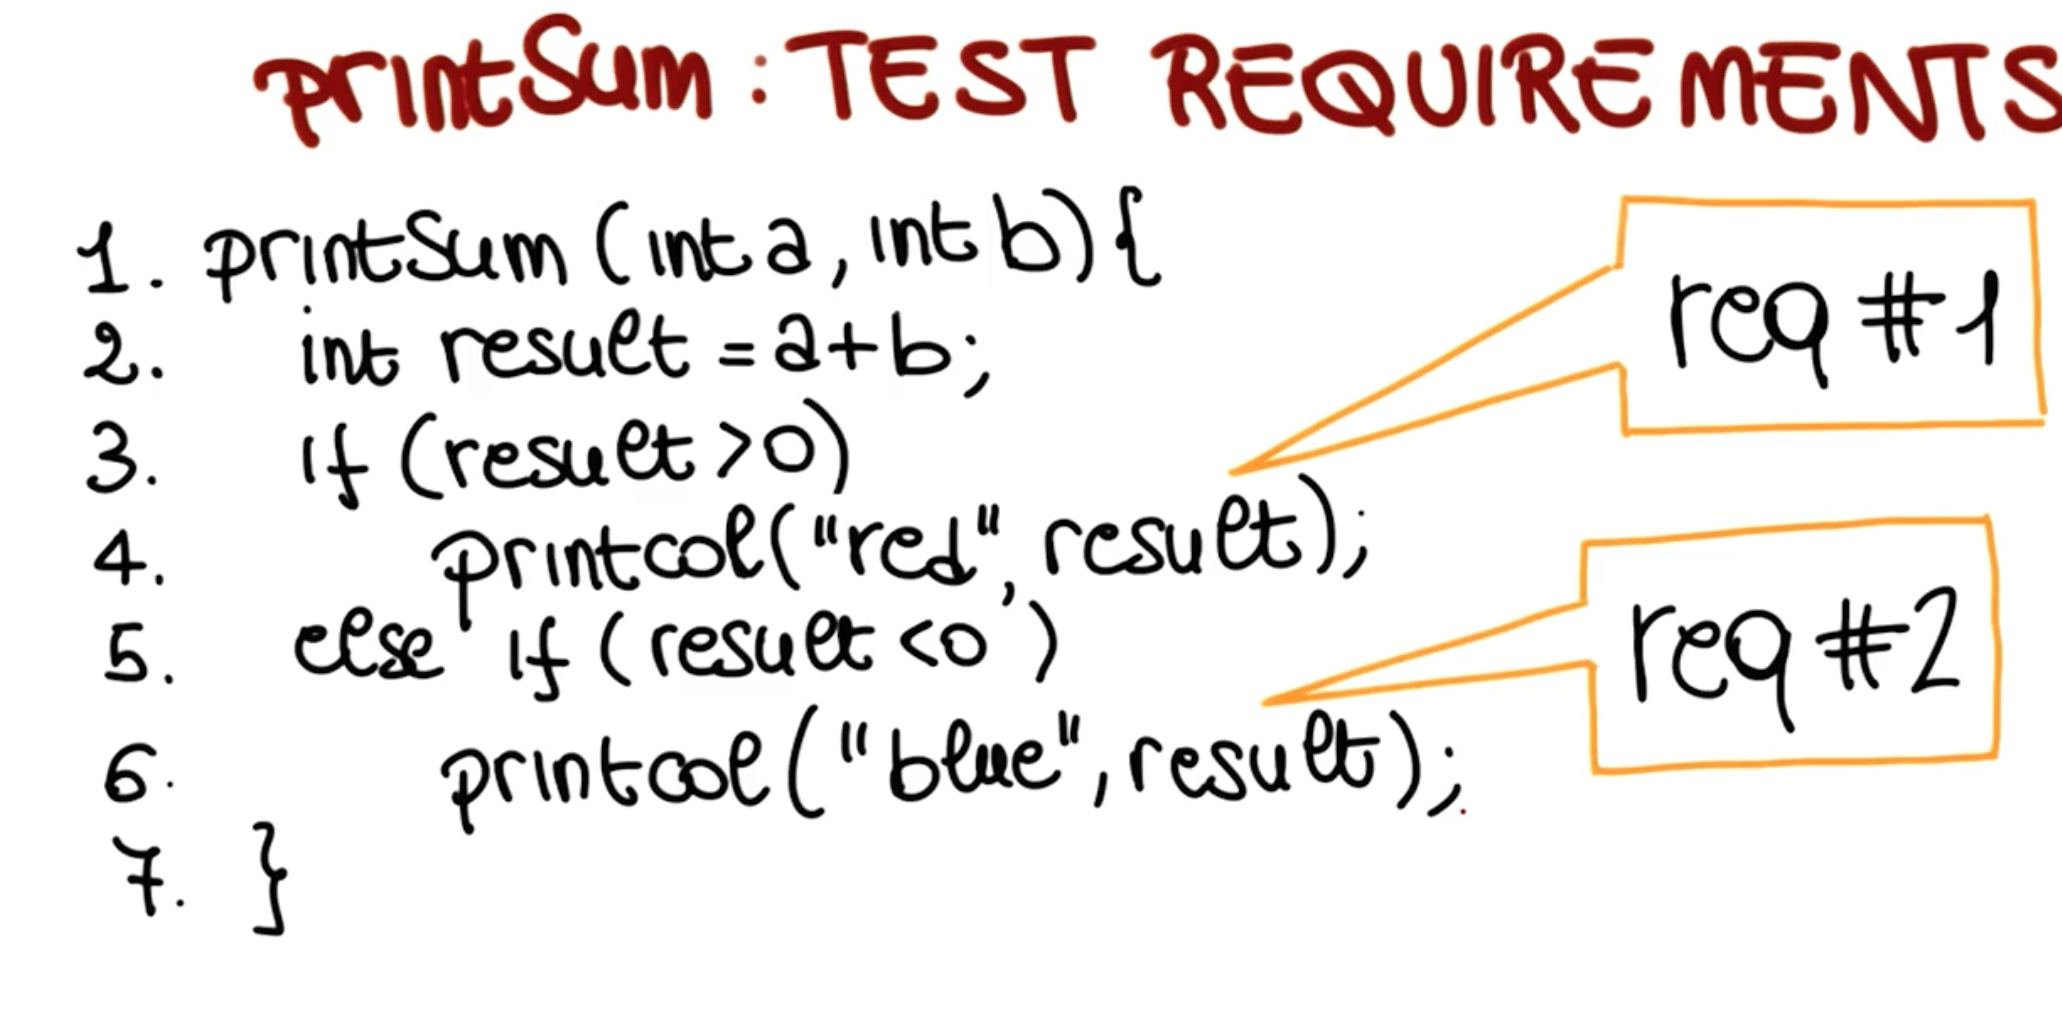 printSum : TEST REQUIREMENTS
1. printSum (int a, int b) {
2. int result = a+b;
3. if (result >0)
4. printcol("red", result);
5. else if (result <0 )
6. printcol ("blue", result);
7. }
req #1
req #2